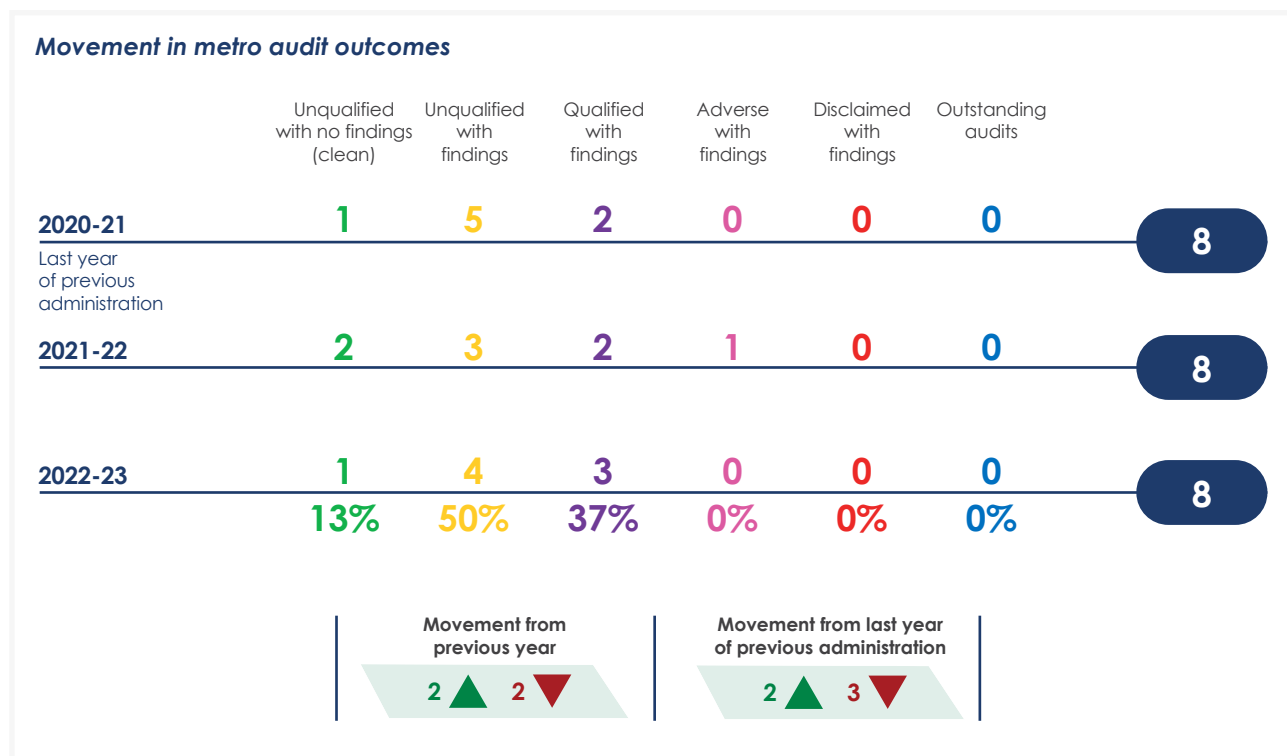 Movement in metro audit outcomes
Unqualified
with no findings
(clean)
Unqualified
with
findings
Qualified
with
findings
Adverse
with
findings
Disclaimed
with
findings
Outstanding
audits
2020-21 1 5 2 0 0 0 8
Last year
of previous
administration
2021-22 2 3 2 1 0 0 8
2022-23 1 4 3 0 0 0 8
13% 50% 37% 0% 0% 0%
Movement from
previous year
2 2
Movement from last year
of previous administration
2 3